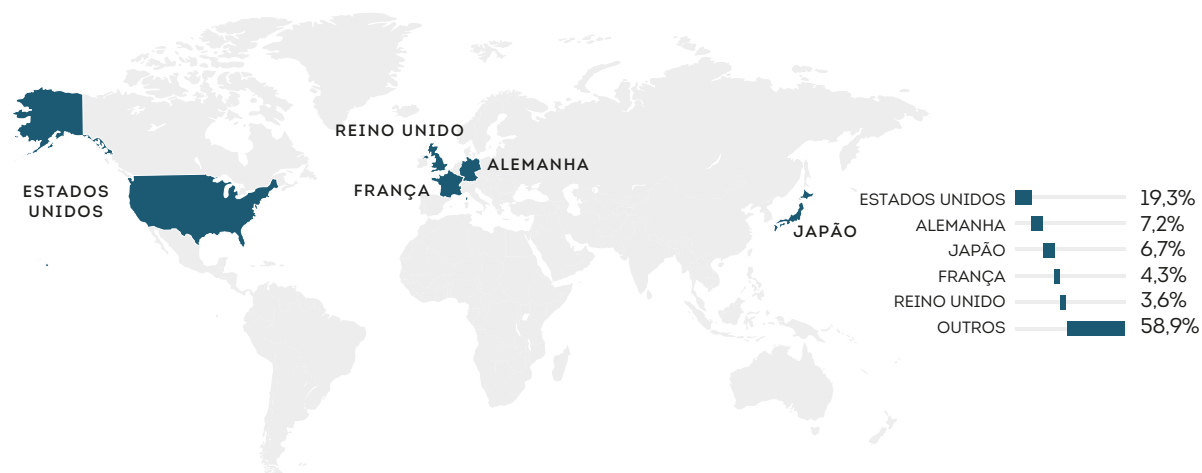 REINO UNIDO
ALEMANHA
FRANÇA
ESTADOS
UNIDOS
JAPÃO
ESTADOS UNIDOS 19,3%
ALEMANHA 7,2%
JAPÃO 6,7%
FRANÇA 4,3%
REINO UNIDO 3,6%
OUTROS 58,9%